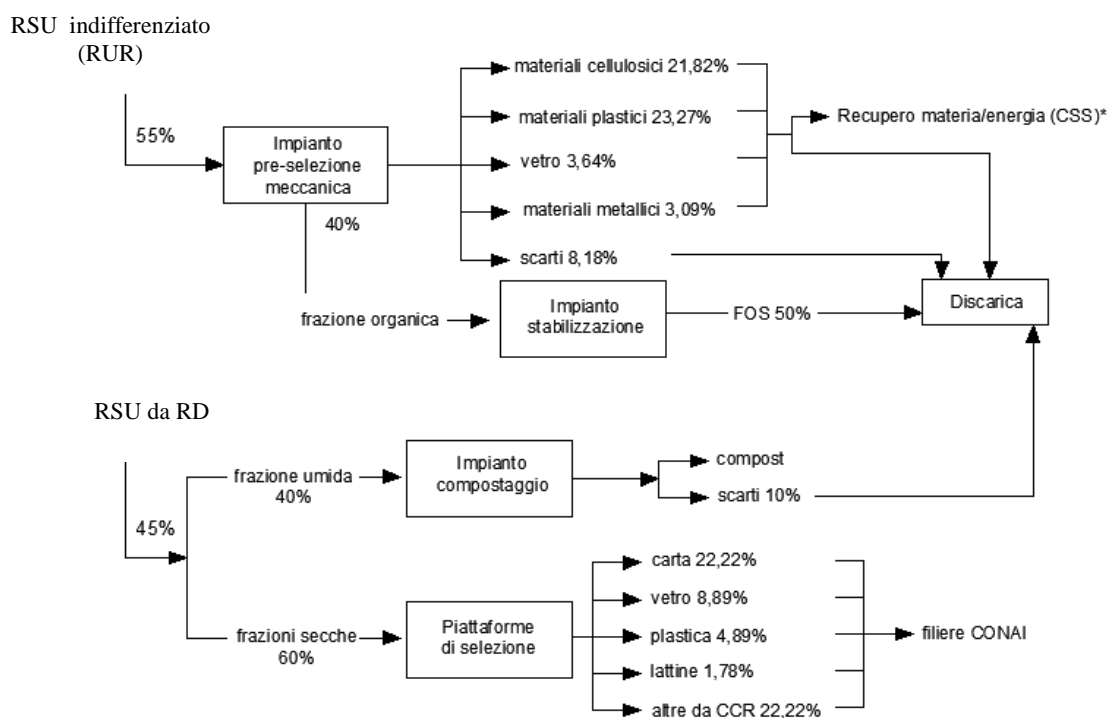 RSU indifferenziato
(RUR)
55%
Impianto
pre-selezione
meccanica
40%
materiali cellulosici 21,82%
materiali plastici 23,27%
vetro 3,64%
materiali metallici 3,09%
scarti 8,18%
Recupero materia/energia (CSS)*
frazione organica
Impianto
stabilizzazione
FOS 50%
Discarica
RSU da RD
45%
frazione umida
40%
Impianto
compostaggio
compost
scarti 10%
frazioni secche
60%
Piattaforme
di selezione
carta 22,22%
vetro 8,89%
plastica 4,89%
lattine 1,78%
altre da CCR 22,22%
filiere CONAI